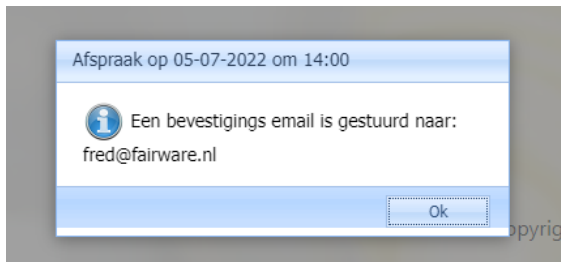 Afspraak op 05-07-2022 om 14:00
Een bevestigings email is gestuurd naar:
fred@fairware.nl
Ok